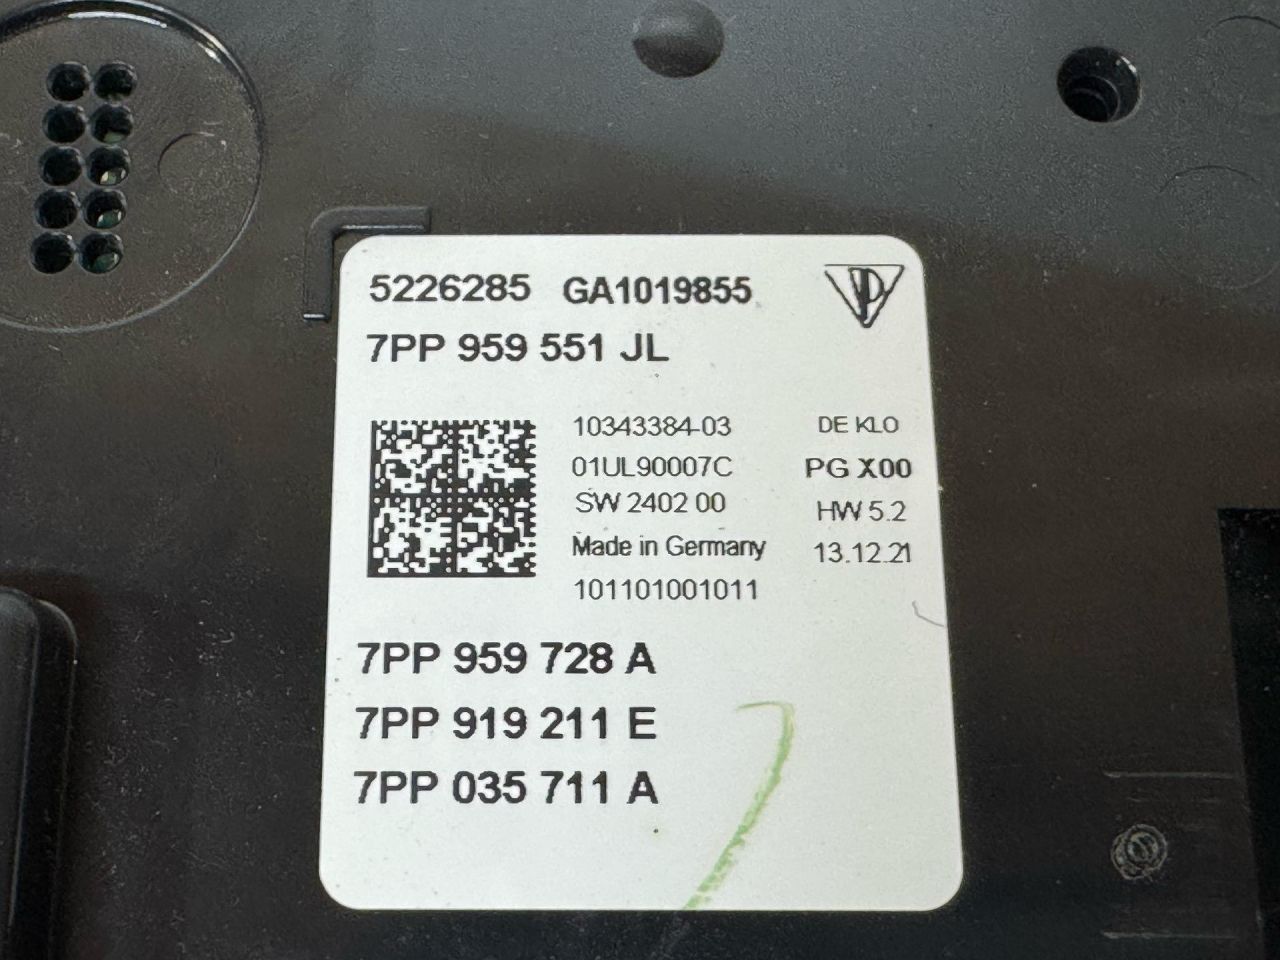 5226285 GA1019855
7PP 959 551 JL
10343384-03 DE KLO
01UL90007C PG X00
SW 2402 00 HW 5.2
Made in Germany 13.12.21
101101001011
7PP 959 728 A
7PP 919 211 E
7PP 035 711 A